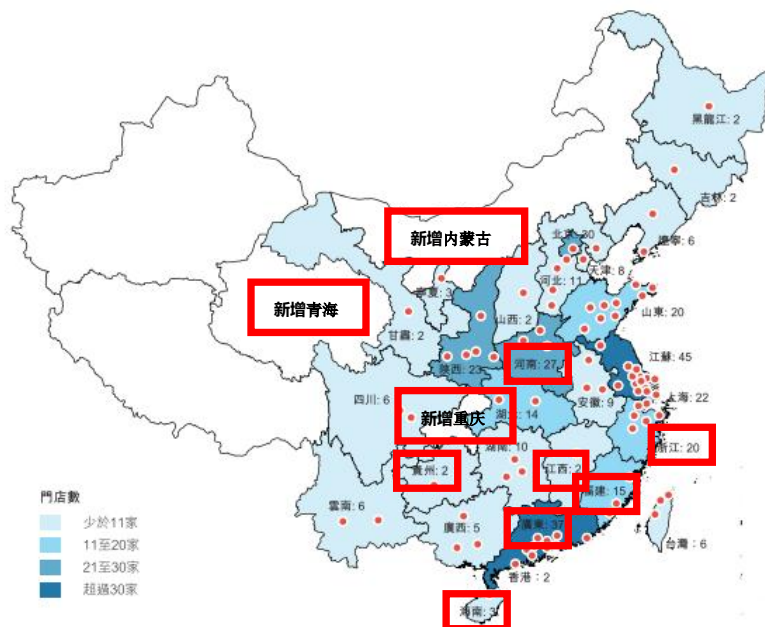 黑龍江: 2
吉林: 2
遼寧: 6
新增内蒙古
北京: 30
天津: 8
河北: 11
寧夏: 3
新增青海
山西: 2
山東: 20
甘肅: 2
陝西: 23
河南: 27
江蘇: 45
四川: 6
新增重庆
湖北: 14
安徽: 9
上海: 22
湖南: 10
浙江: 20
貴州: 2
江西: 2
福建: 15
門店數
雲南: 6
廣西: 5
廣東: 37
少於11家
11至20家
21至30家
超過30家
台灣：6
香港：2
海南: 3